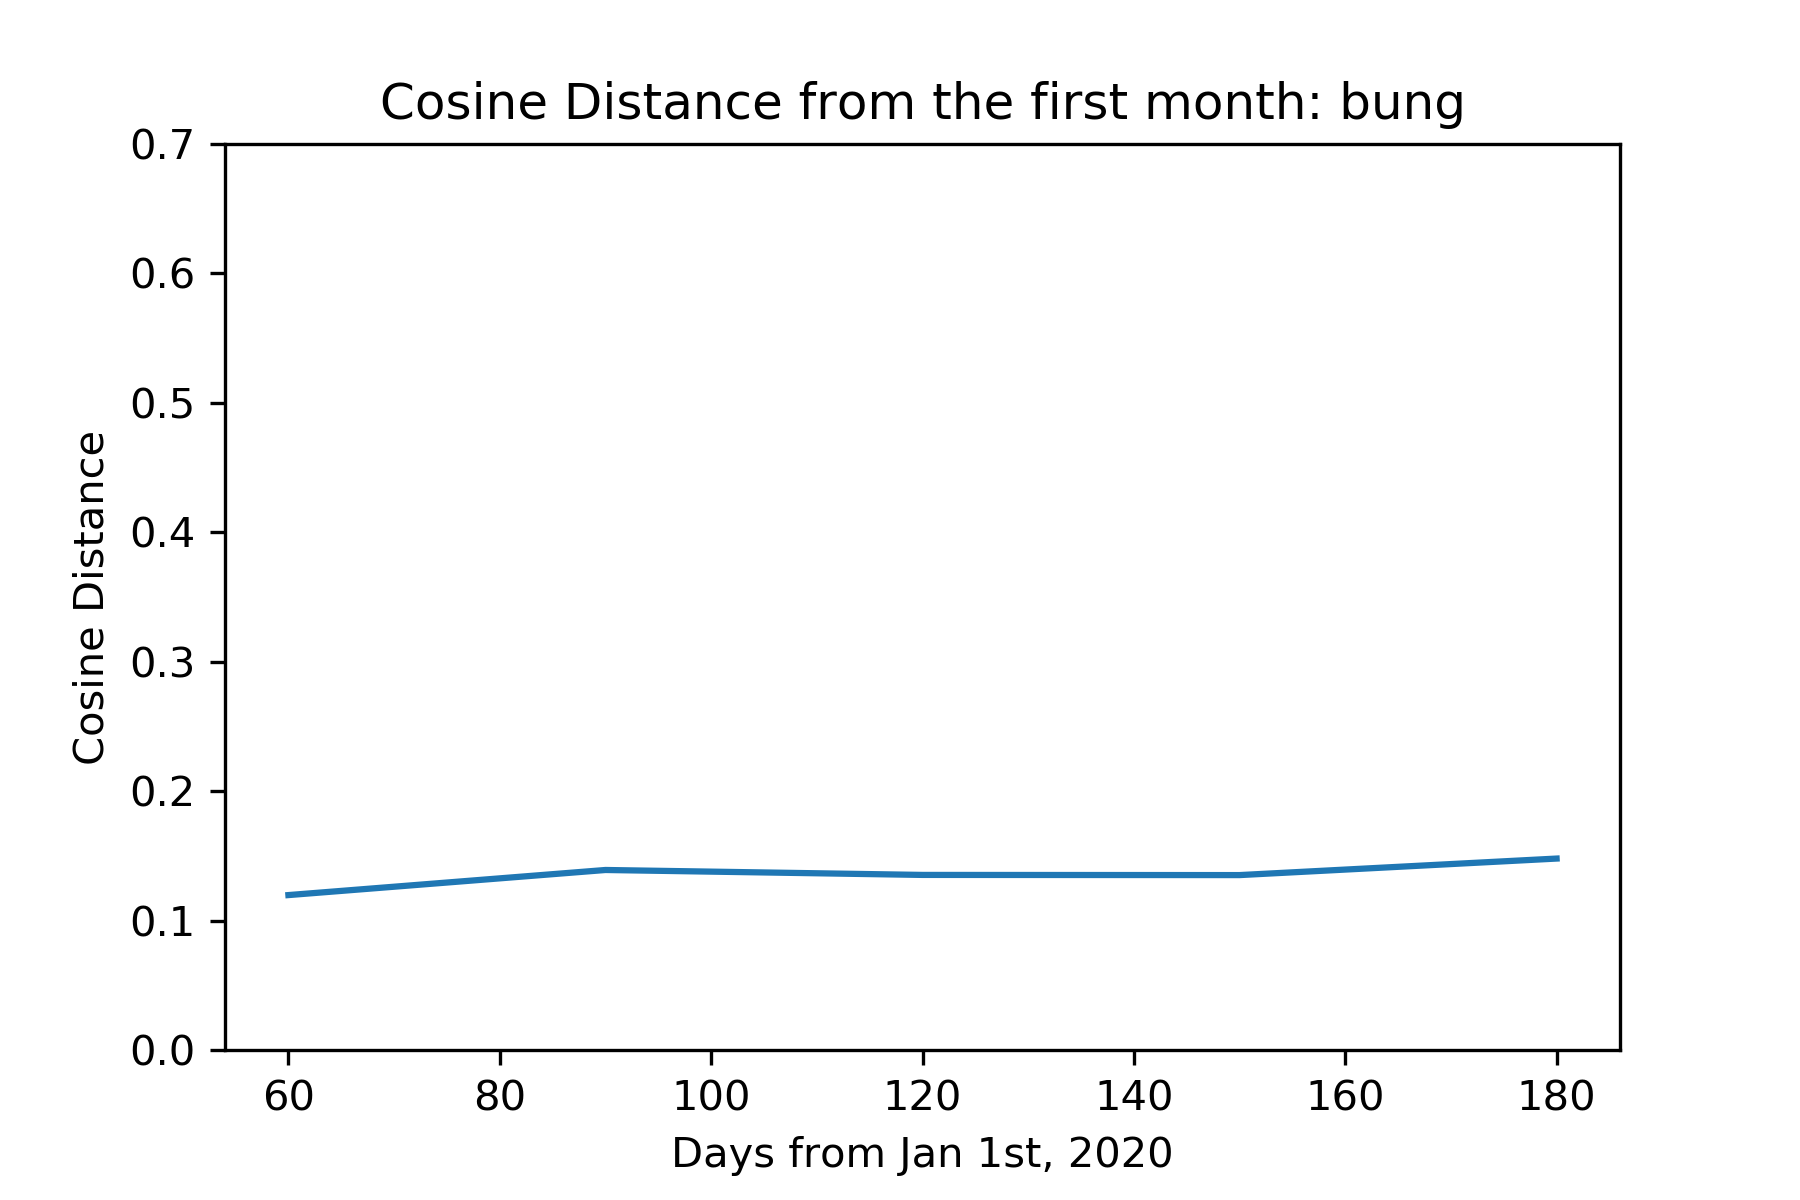 Cosine Distance from the first month: bung
0.7
0.6
0.5
0.4
0.3
0.2
0.1
0.0
Cosine Distance
60 80 100 120 140 160 180
Days from Jan 1st, 2020